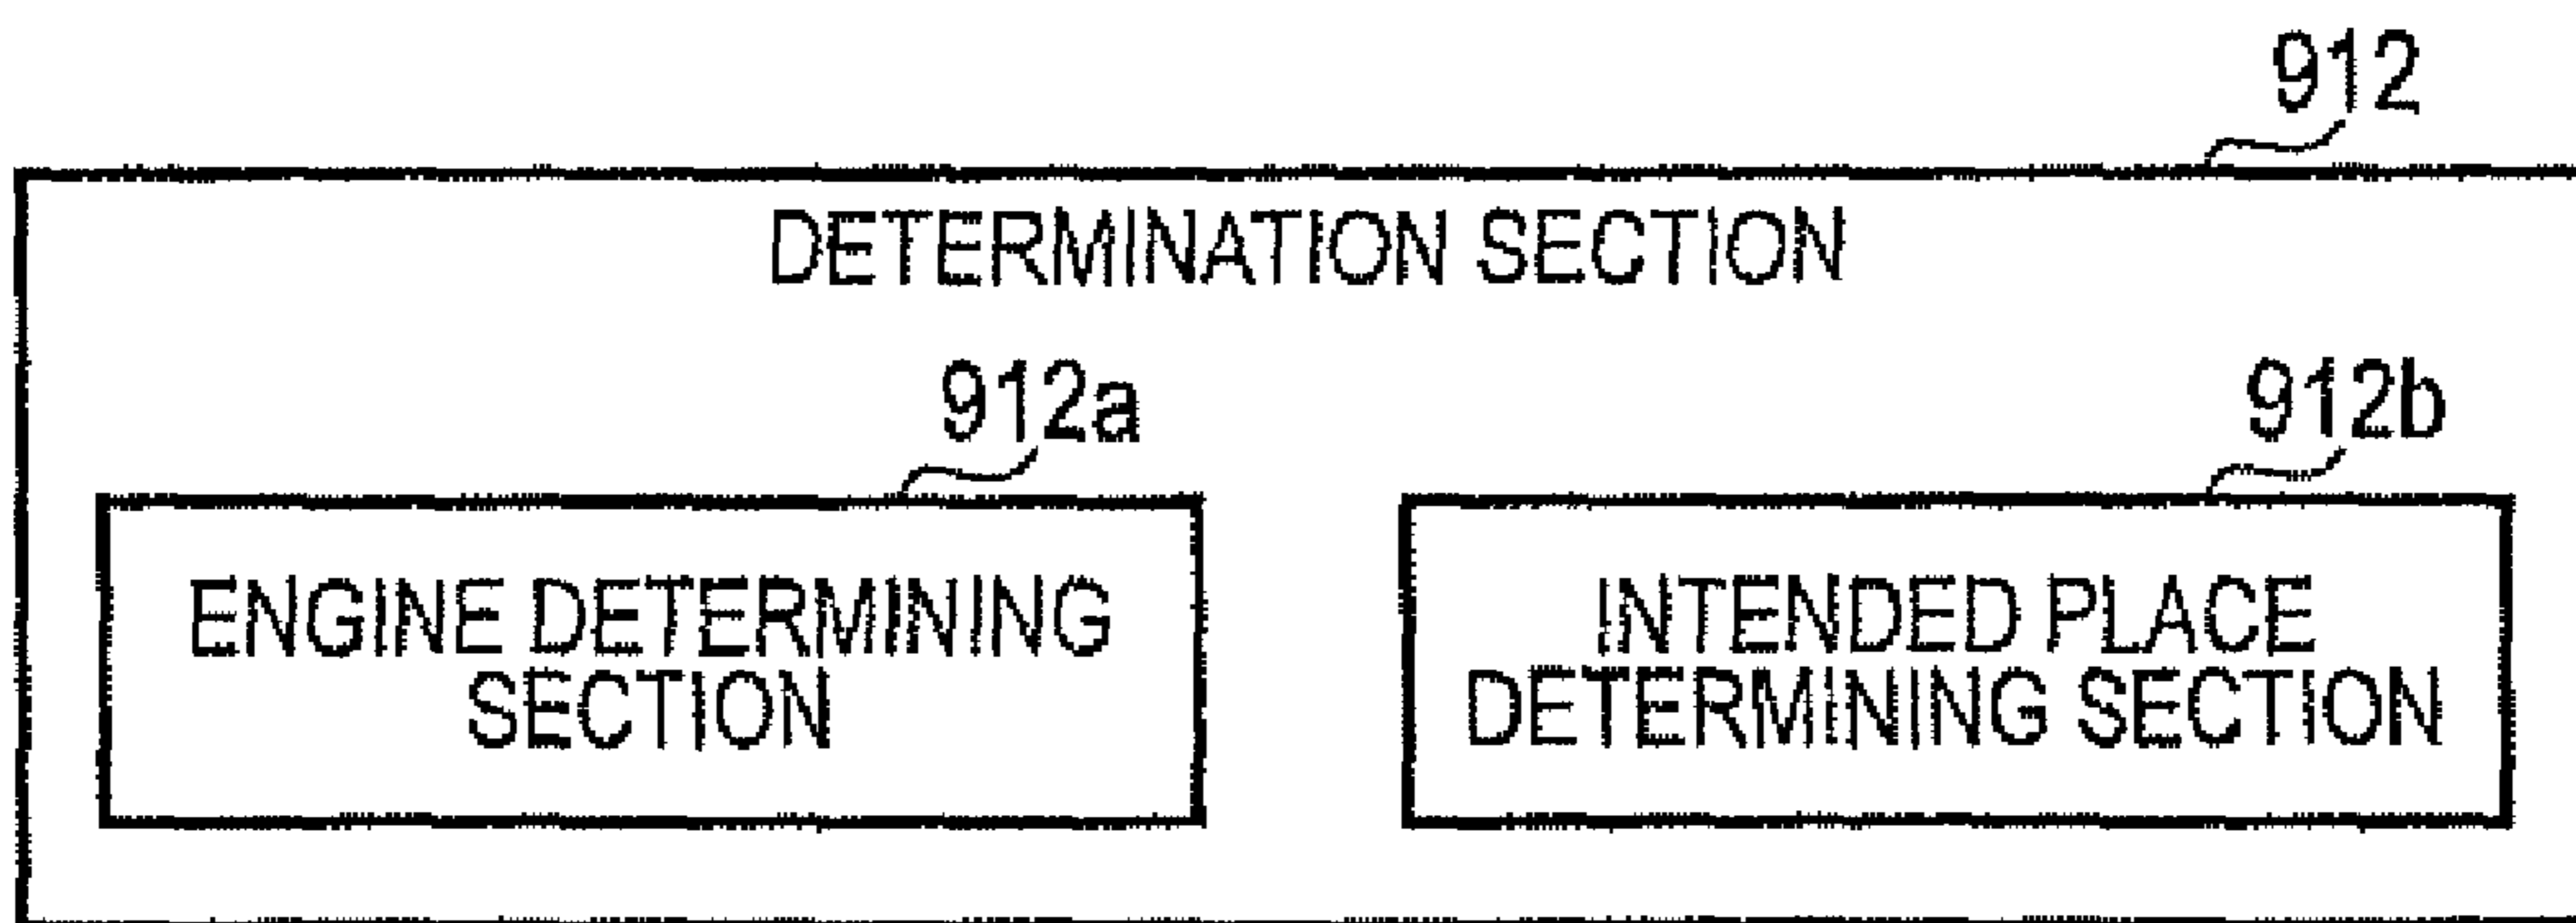 912
DETERMINATION SECTION
912a
912b
ENGINE DETERMINING
SECTION
INTENDED PLACE
DETERMINING SECTION